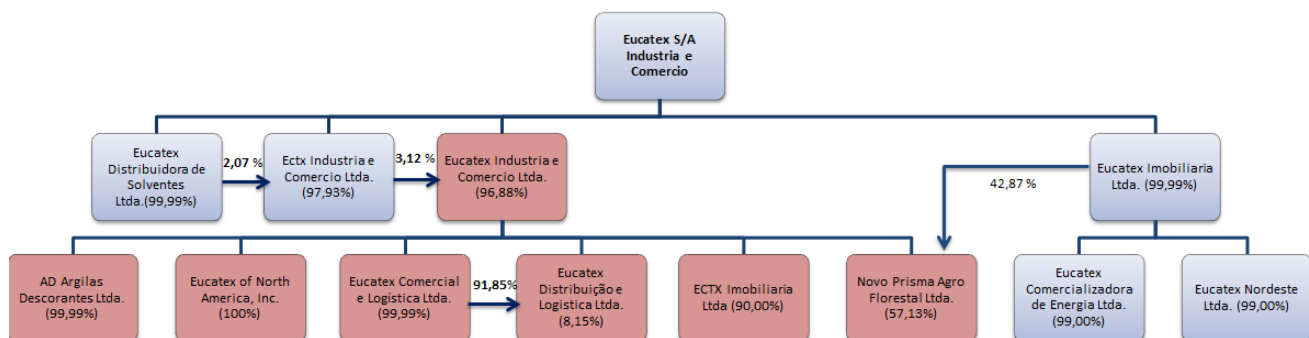 Eucatex S/A
Industria e
Comercio
Eucatex
Distribuidora de
Solventes
Ltda.(99,99%)
2,07 %
Ectx Industria e
Comercio Ltda.
(97,93%)
3,12 %
Eucatex Industria e
Comercio Ltda.
(96,88%)
42,87 %
Eucatex Imobiliaria
Ltda. (99,99%)
AD Argilas
Descorantes Ltda.
(99,99%)
Eucatex of North
America, Inc.
(100%)
Eucatex Comercial
e Logística Ltda.
(99,99%)
91,85%
Eucatex
Distribuição e
Logistica Ltda.
(8,15%)
ECTX Imobiliaria
Ltda (90,00%)
Novo Prisma Agro
Florestal Ltda.
(57,13%)
Eucatex
Comercializadora
de Energia Ltda.
(99,00%)
Eucatex Nordeste
Ltda. (99,00%)